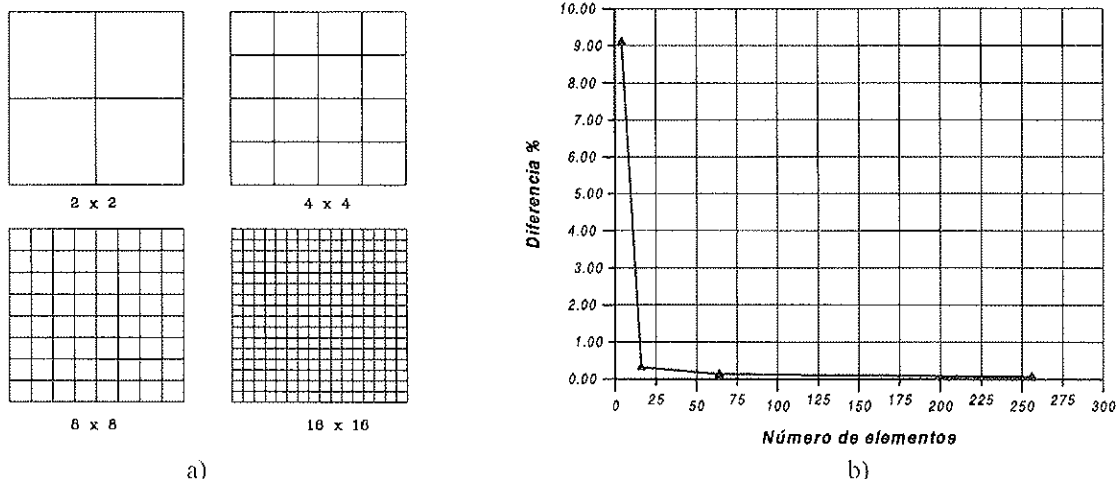 2 x 2
4 x 4
8 x 8
16 x 16
a)
10.00
9.00
8.00
7.00
6.00
5.00
4.00
3.00
2.00
1.00
0.00
Diferencia %
0 25 50 75 100 125 150 175 200 225 250 275 300
Número de elementos
b)